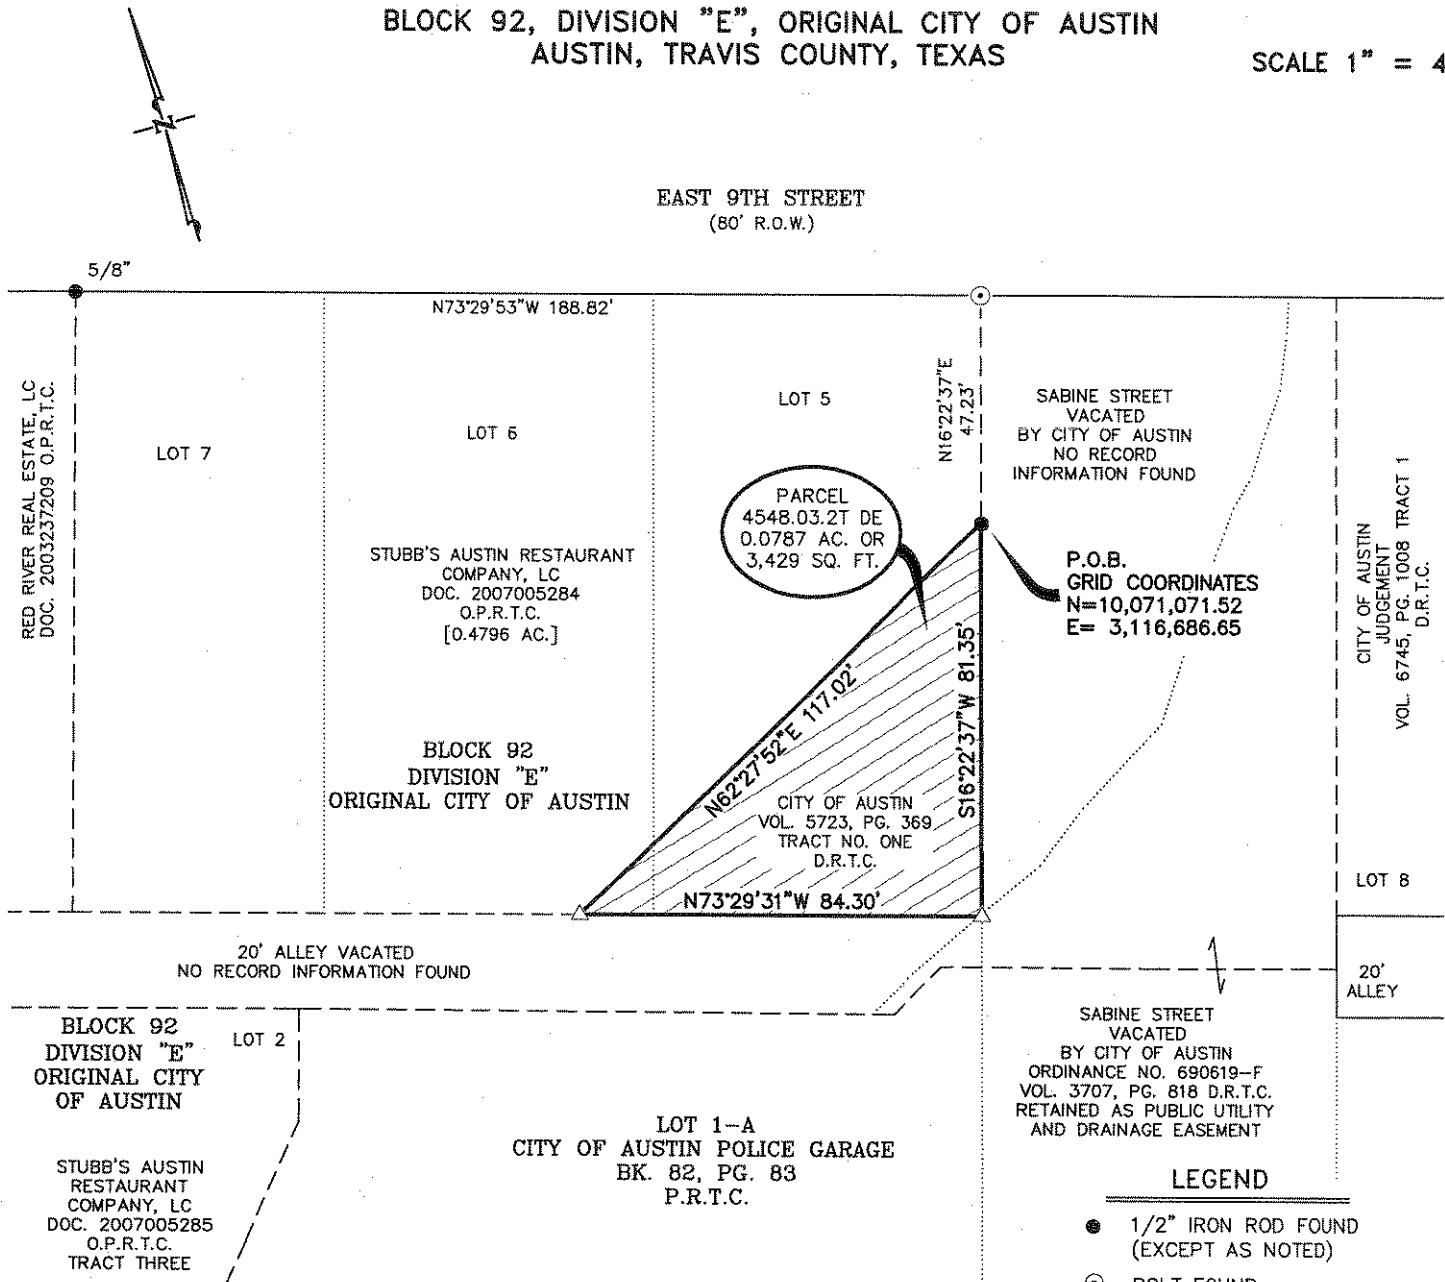 BLOCK 92, DIVISION "E", ORIGINAL CITY OF AUSTIN
AUSTIN, TRAVIS COUNTY, TEXAS
SCALE 1" = 4
N
EAST 9TH STREET
(80' R.O.W.)
5/8"
N73°29'53"W 188.82'
RED RIVER REAL ESTATE, LC
DOC. 2003237209 O.P.R.T.C.
LOT 7
LOT 6
LOT 5
N16°22'37"E
47.23'
SABINE STREET
VACATED
BY CITY OF AUSTIN
NO RECORD
INFORMATION FOUND
CITY OF AUSTIN
JUDGEMENT
VOL. 6745, PG. 1008 TRACT 1
D.R.T.C.
PARCEL
4548.03.2T DE
0.0787 AC. OR
3,429 SQ. FT.
STUBB'S AUSTIN RESTAURANT
COMPANY, LC
DOC. 2007005284
O.P.R.T.C.
[0.4796 AC.]
P.O.B.
GRID COORDINATES
N=10,071,071.52
E= 3,116,686.65
N62°27'52"E 117.02'
S16°22'37"W 81.35'
BLOCK 92
DIVISION "E"
ORIGINAL CITY OF AUSTIN
CITY OF AUSTIN
VOL. 5723, PG. 369
TRACT NO. ONE
D.R.T.C.
N73°29'31"W 84.30'
LOT 8
20' ALLEY VACATED
NO RECORD INFORMATION FOUND
20'
ALLEY
BLOCK 92
DIVISION "E"
ORIGINAL CITY
OF AUSTIN
LOT 2
SABINE STREET
VACATED
BY CITY OF AUSTIN
ORDINANCE NO. 690619-F
VOL. 3707, PG. 818 D.R.T.C.
RETAINED AS PUBLIC UTILITY
AND DRAINAGE EASEMENT
LOT 1-A
CITY OF AUSTIN POLICE GARAGE
BK. 82, PG. 83
P.R.T.C.
STUBB'S AUSTIN
RESTAURANT
COMPANY, LC
DOC. 2007005285
O.P.R.T.C.
TRACT THREE
LEGEND
1/2" IRON ROD FOUND
(EXCEPT AS NOTED)
BOLT FOUND